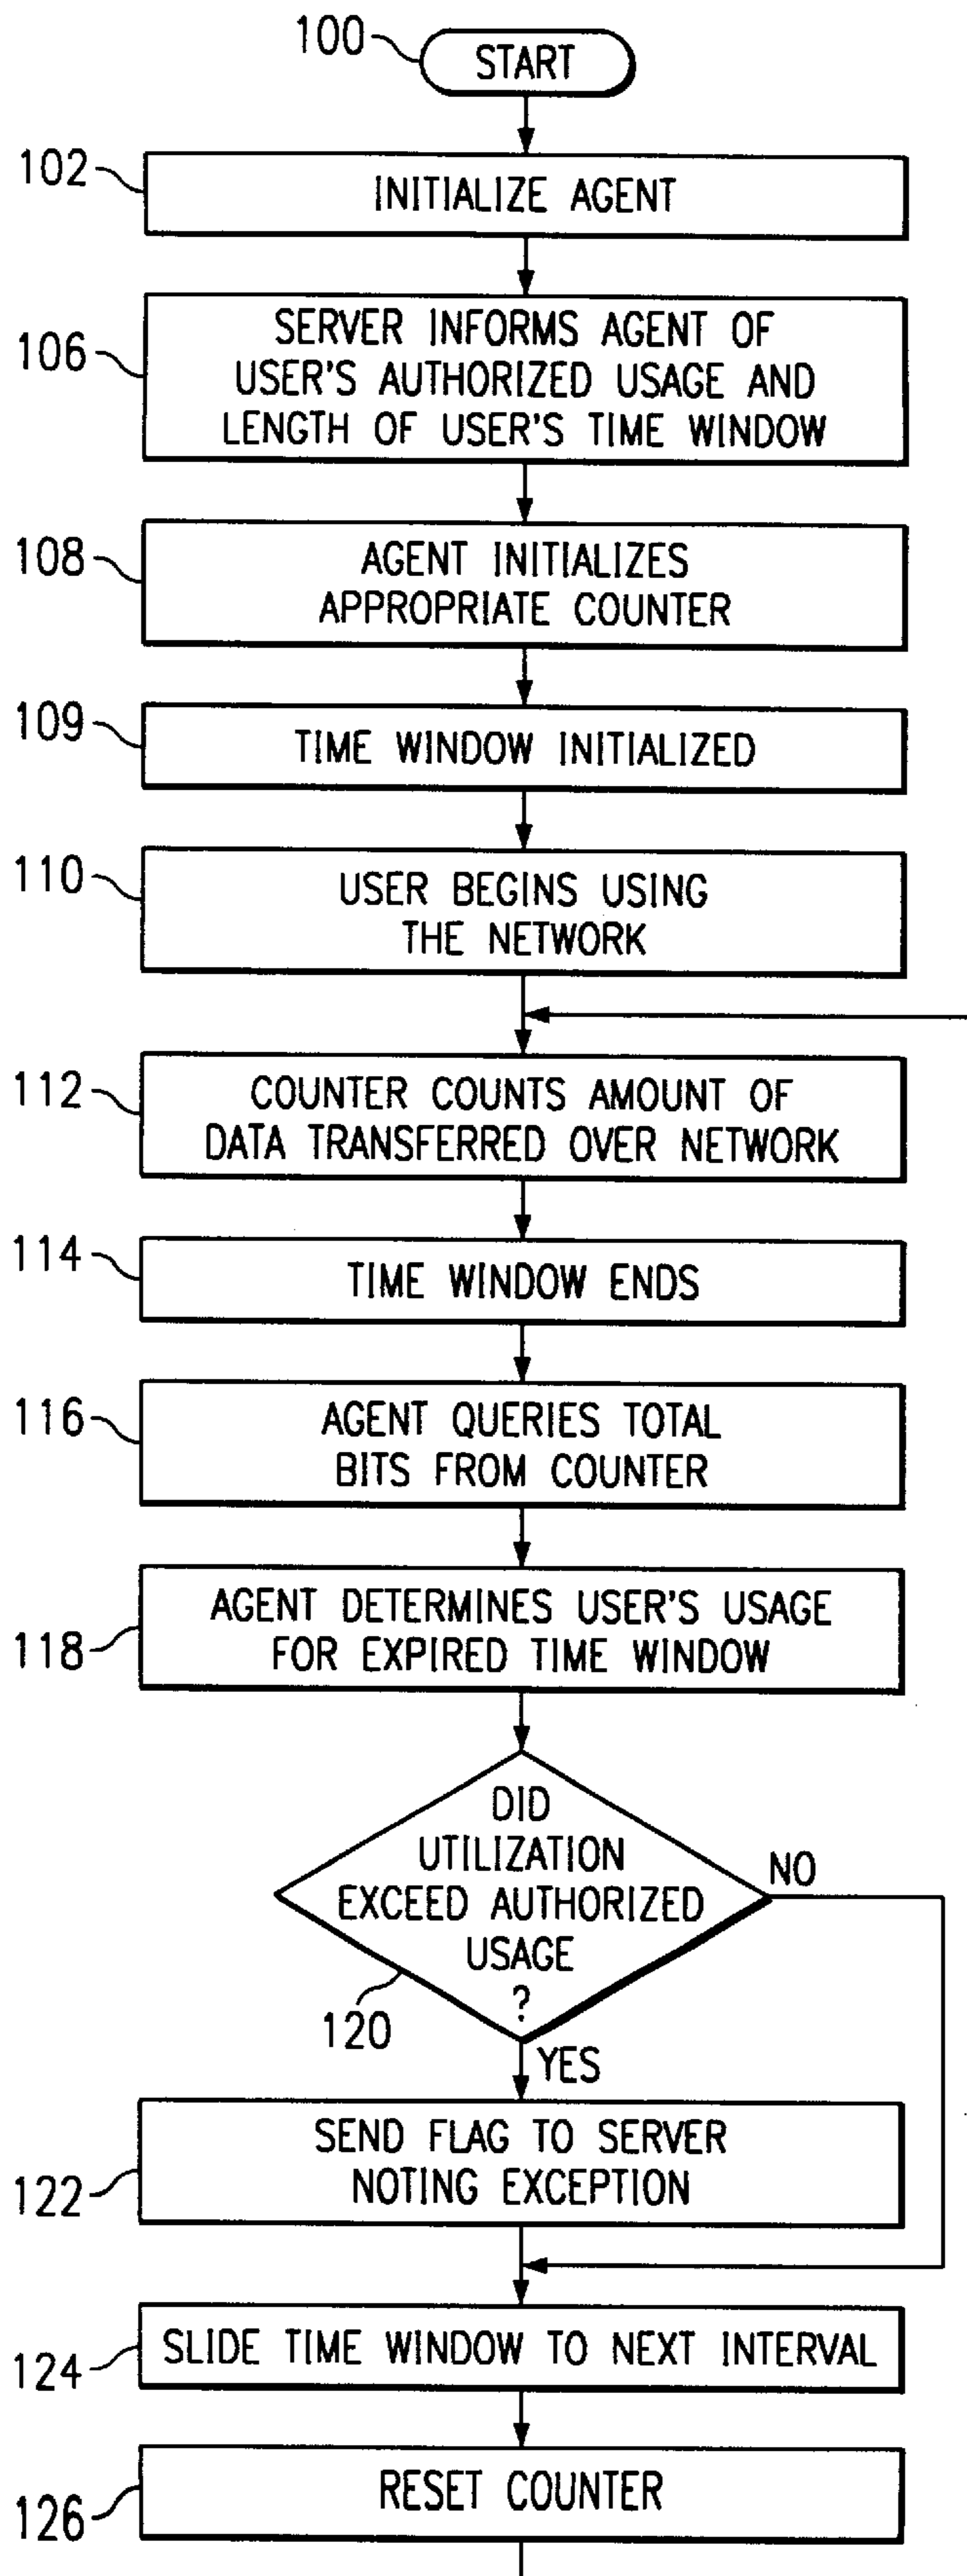 100
START
102
INITIALIZE AGENT
106
SERVER INFORMS AGENT OF
USER'S AUTHORIZED USAGE AND
LENGTH OF USER'S TIME WINDOW
108
AGENT INITIALIZES
APPROPRIATE COUNTER
109
TIME WINDOW INITIALIZED
110
USER BEGINS USING
THE NETWORK
112
COUNTER COUNTS AMOUNT OF
DATA TRANSFERRED OVER NETWORK
114
TIME WINDOW ENDS
116
AGENT QUERIES TOTAL
BITS FROM COUNTER
118
AGENT DETERMINES USER'S USAGE
FOR EXPIRED TIME WINDOW
DID
UTILIZATION
EXCEED AUTHORIZED
USAGE
?
NO
120
YES
122
SEND FLAG TO SERVER
NOTING EXCEPTION
124
SLIDE TIME WINDOW TO NEXT INTERVAL
126
RESET COUNTER